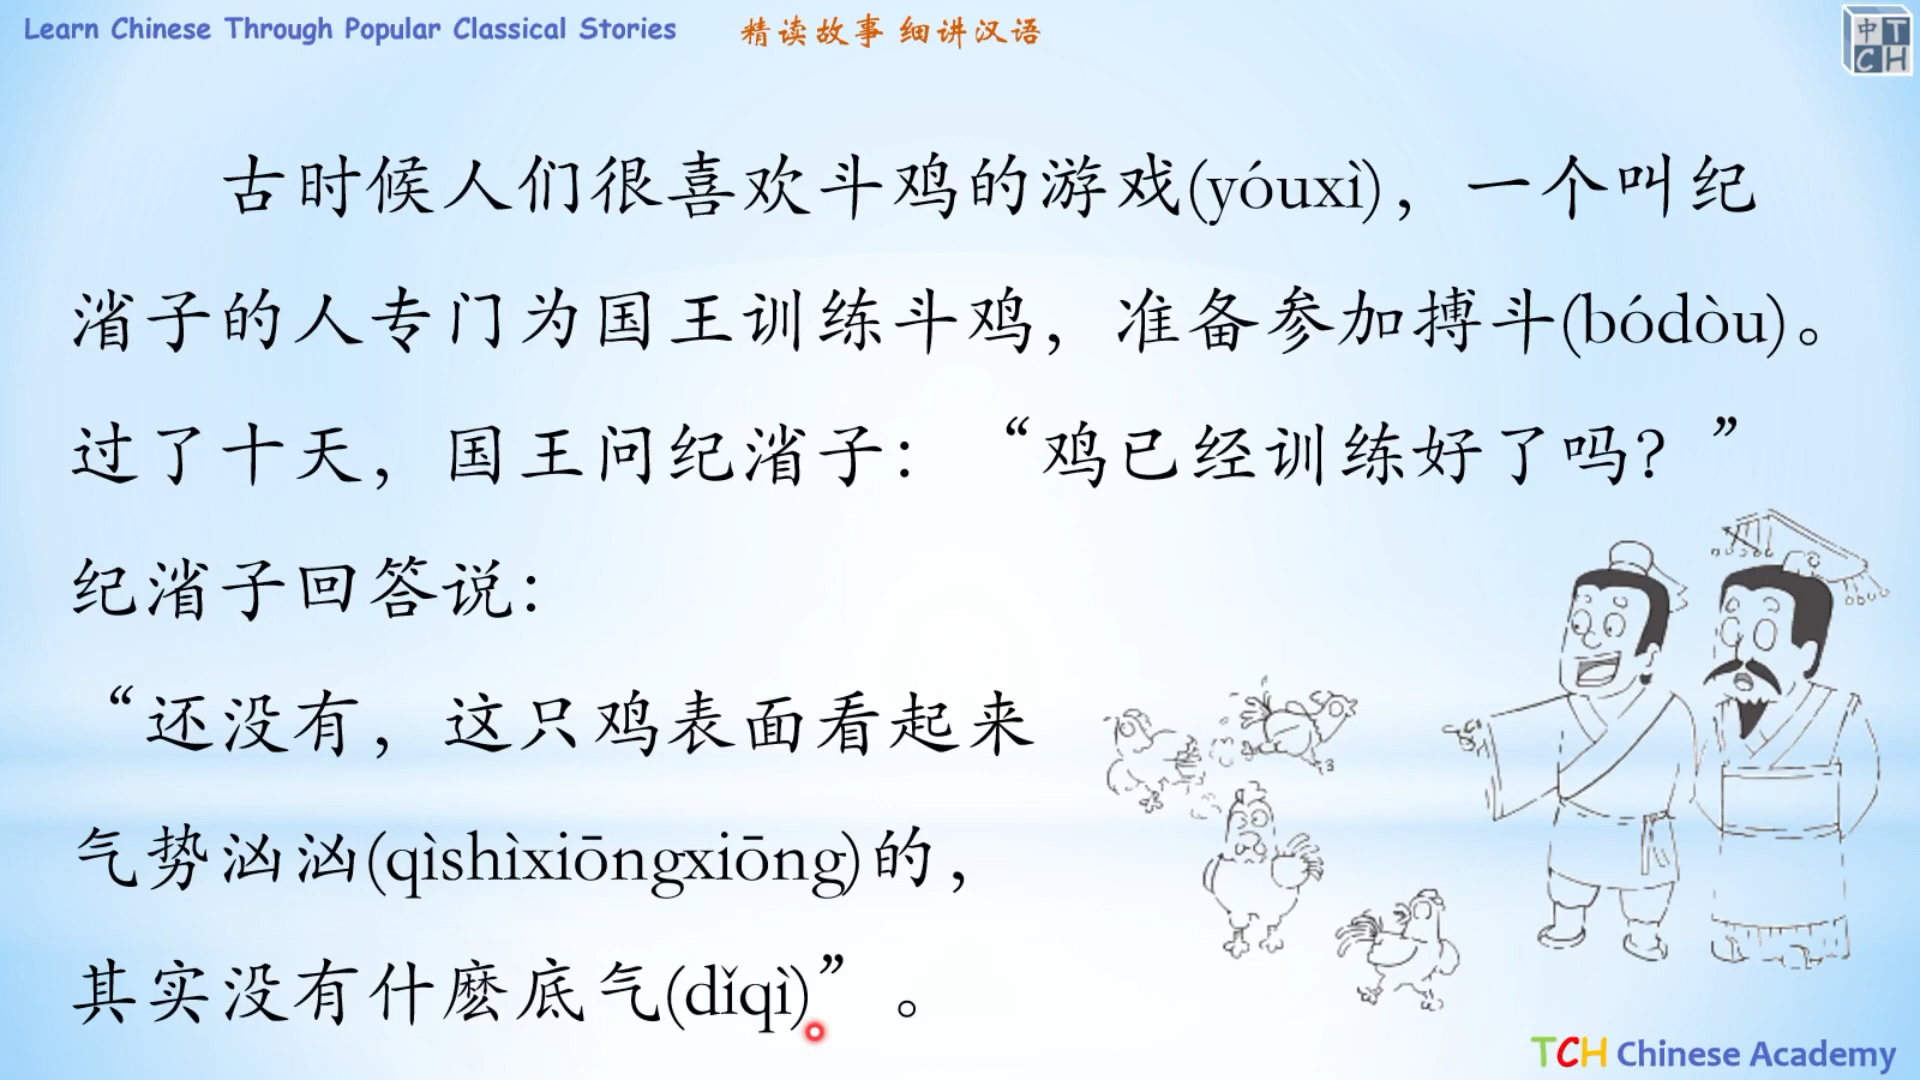 Learn Chinese Through Popular Classical Stories 精读故事 细讲汉语
中TCH
古时候人们很喜欢斗鸡的游戏(yóuxì)，一个叫纪
渻子的人专门为国王训练斗鸡，准备参加搏斗(bódòu)。
过了十天，国王问纪渻子：“鸡已经训练好了吗？”
纪渻子回答说：
“还没有，这只鸡表面看起来
气势汹汹(qìshìxiōngxiōng)的，
其实没有什麽底气(dǐqì)”。
TCH Chinese Academy